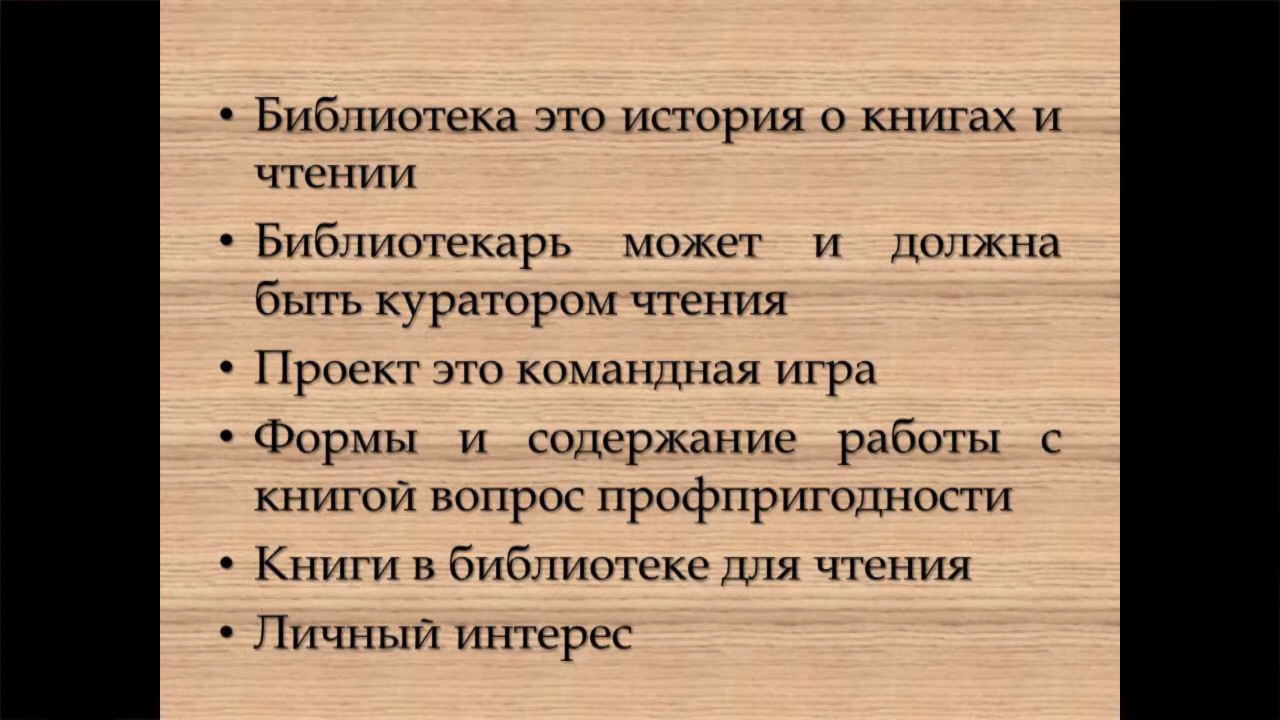 • Библиотека это история о книгах и
чтении
• Библиотекарь может и должна
быть куратором чтения
• Проект это командная игра
• Формы и содержание работы с
книгой вопрос профпригодности
• Книги в библиотеке для чтения
• Личный интерес